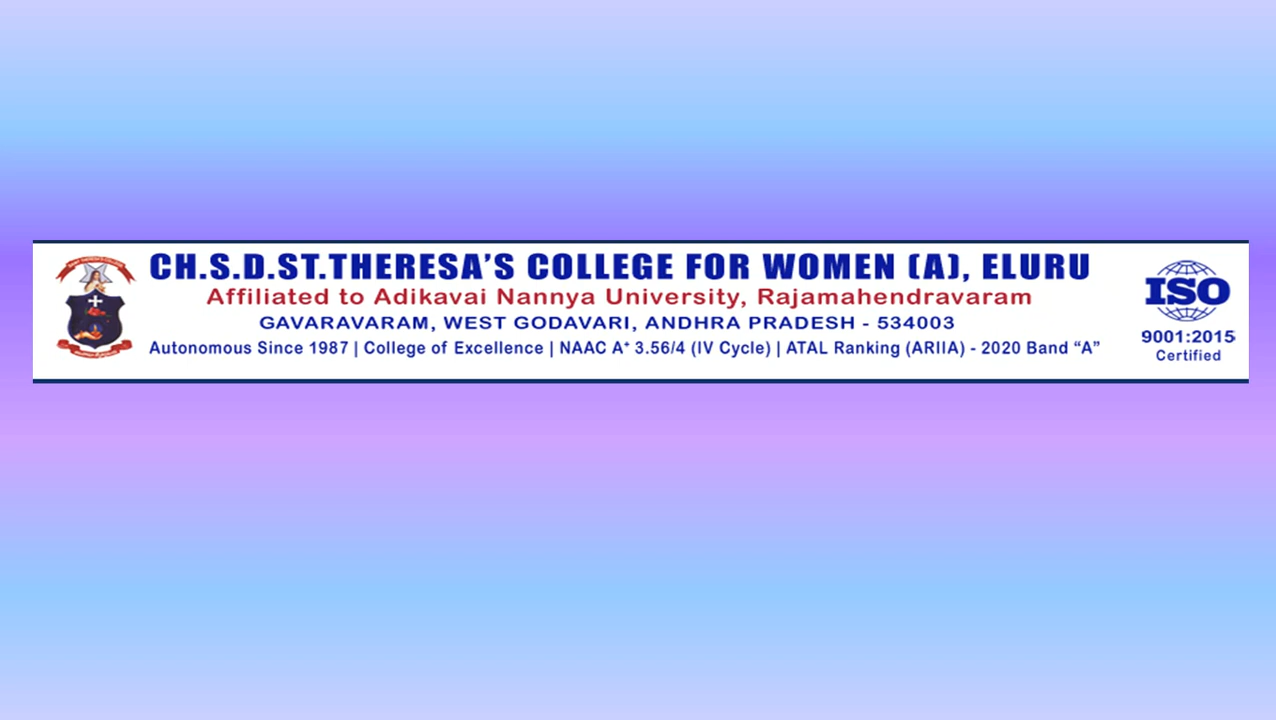 CH.S.D.ST.THERESA'S COLLEGE FOR WOMEN (A), ELURU
Affiliated to Adikavai Nannya University, Rajamahendravaram
GAVARAVARAM, WEST GODAVARI, ANDHRA PRADESH - 534003
Autonomous Since 1987 | College of Excellence | NAAC A⁺ 3.56/4 (IV Cycle) | ATAL Ranking (ARIIA) - 2020 Band “A”
ISO
9001:2015
Certified